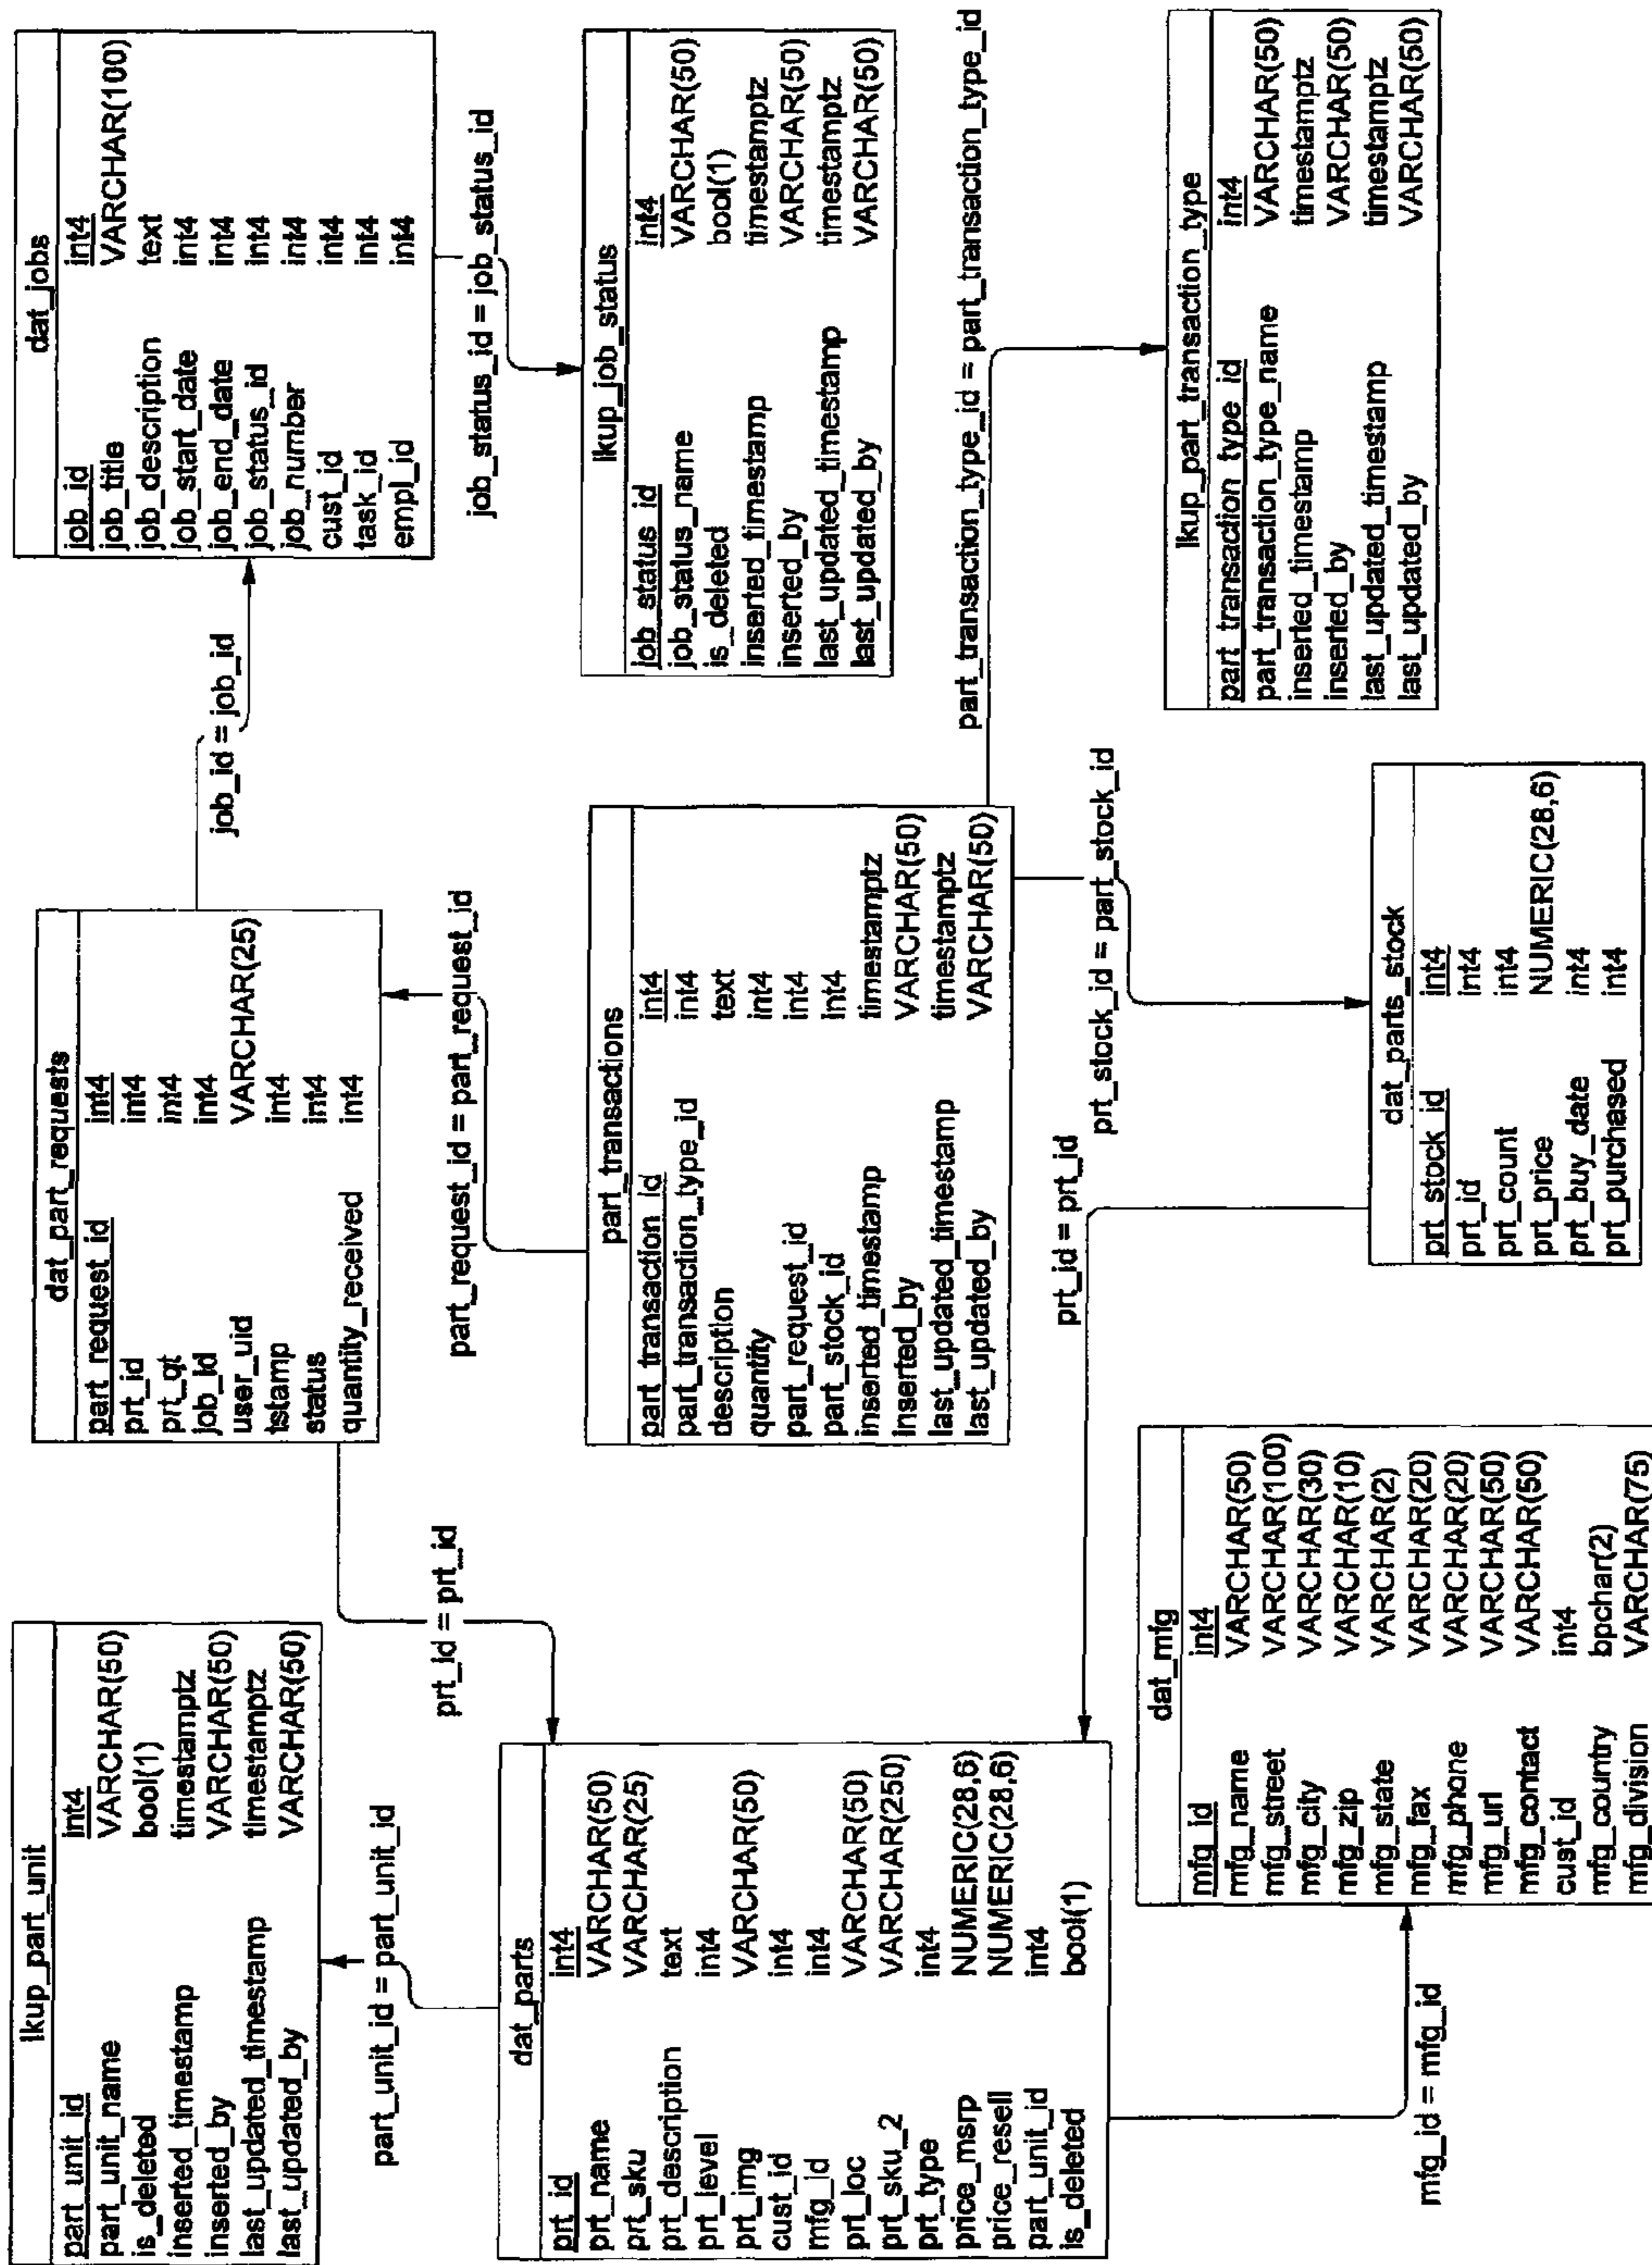 lkup_part_unit
part_unit_id int4
part_unit_name VARCHAR(50)
is_deleted bool(1)
inserted_timestamp timestamptz
inserted_by VARCHAR(50)
last_updated_timestamp timestamptz
last_updated_by VARCHAR(50)
part_unit_id = part_unit_id
dat_parts
prt_id int4
prt_name VARCHAR(50)
prt_sku VARCHAR(25)
prt_description text
prt_level int4
prt_img VARCHAR(50)
cust_id int4
mfg_id int4
prt_loc VARCHAR(50)
prt_sku_2 VARCHAR(250)
prt_type int4
price_msrp NUMERIC(28,6)
price_resell NUMERIC(28,6)
part_unit_id int4
is_deleted bool(1)
mfg_id = mfg_id
dat_mfg
mfg_id int4
mfg_name VARCHAR(50)
mfg_street VARCHAR(100)
mfg_city VARCHAR(30)
mfg_zip VARCHAR(10)
mfg_state VARCHAR(2)
mfg_fax VARCHAR(20)
mfg_phone VARCHAR(20)
mfg_url VARCHAR(50)
mfg_contact VARCHAR(50)
cust_id int4
mfg_country bpchar(2)
mfg_division VARCHAR(75)
prt_id = prt_id
dat_part_requests
part_request_id int4
prt_id int4
prt_qt int4
job_id int4
user_uid VARCHAR(25)
tstamp int4
status int4
quantity_received int4
part_request_id = part_request_id
part_transactions
part_transaction_id int4
part_transaction_type_id int4
description text
quantity int4
part_request_id int4
part_stock_id int4
inserted_timestamp timestamptz
inserted_by VARCHAR(50)
last_updated_timestamp timestamptz
last_updated_by VARCHAR(50)
prt_id = prt_id
prt_stock_id = part_stock_id
dat_parts_stock
prt_stock_id int4
prt_id int4
prt_count int4
prt_price NUMERIC(28,6)
prt_buy_date int4
prt_purchased int4
job_id = job_id
dat_jobs
job_id int4
job_title VARCHAR(100)
job_description text
job_start_date int4
job_end_date int4
job_status_id int4
job_number int4
cust_id int4
task_id int4
empl_id int4
job_status_id = job_status_id
lkup_job_status
job_status_id int4
job_status_name VARCHAR(50)
is_deleted bool(1)
inserted_timestamp timestamptz
inserted_by VARCHAR(50)
last_updated_timestamp timestamptz
last_updated_by VARCHAR(50)
part_transaction_type_id = part_transaction_type_id
lkup_part_transaction_type
part_transaction_type_id int4
part_transaction_type_name VARCHAR(50)
inserted_timestamp timestamptz
inserted_by VARCHAR(50)
last_updated_timestamp timestamptz
last_updated_by VARCHAR(50)